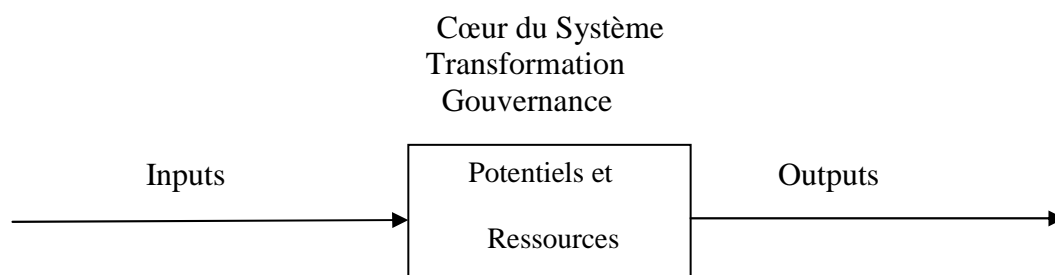 Cœur du Système
Transformation
Gouvernance
Inputs
Potentiels et
Ressources
Outputs